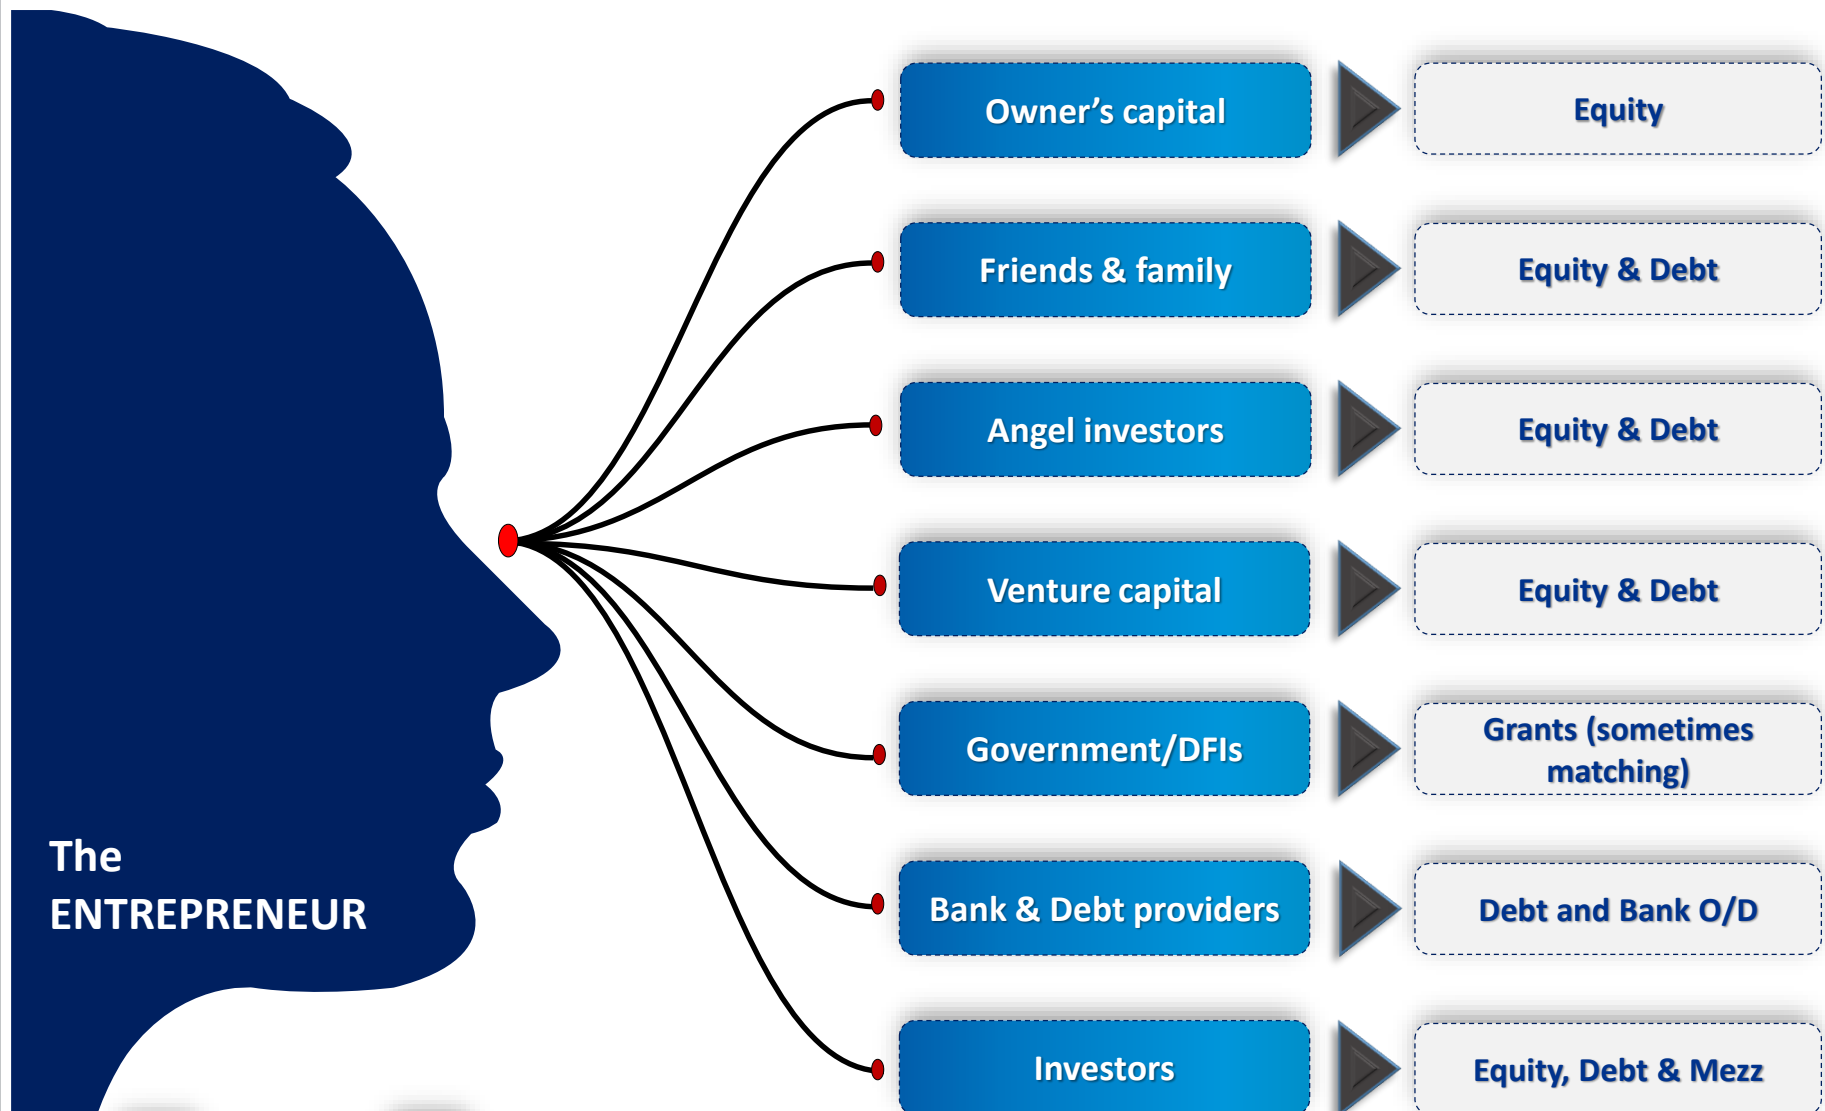 Owner’s capital
Equity
Friends & family
Equity & Debt
Angel investors
Equity & Debt
Venture capital
Equity & Debt
Government/DFIs
Grants (sometimes
matching)
The
ENTREPRENEUR
Bank & Debt providers
Debt and Bank O/D
Investors
Equity, Debt & Mezz